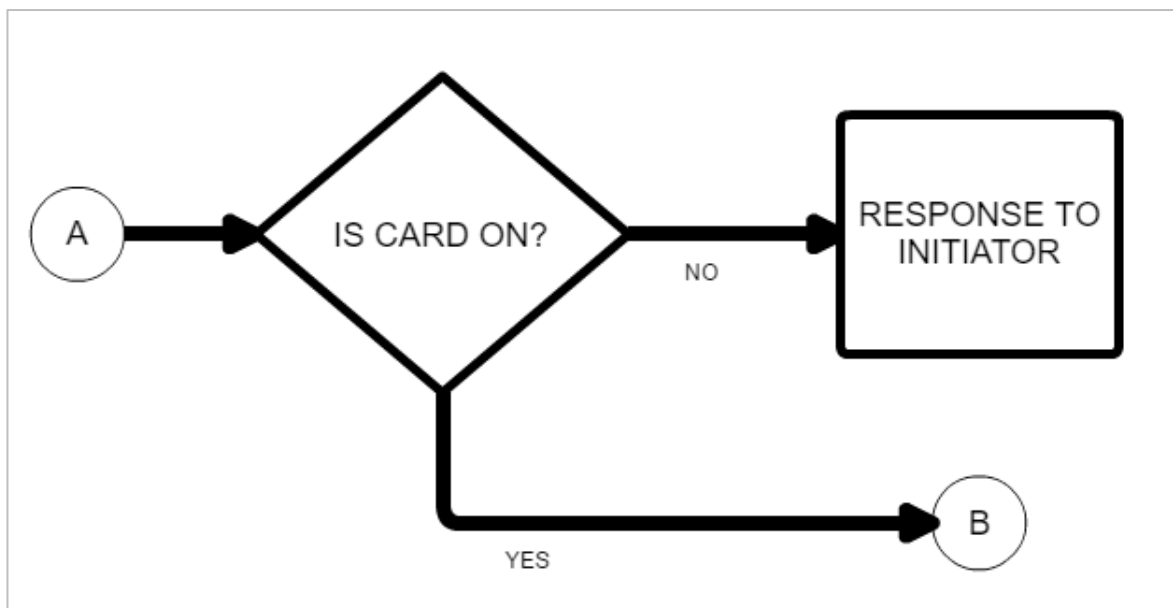 A
IS CARD ON?
NO
RESPONSE TO
INITIATOR
YES
B